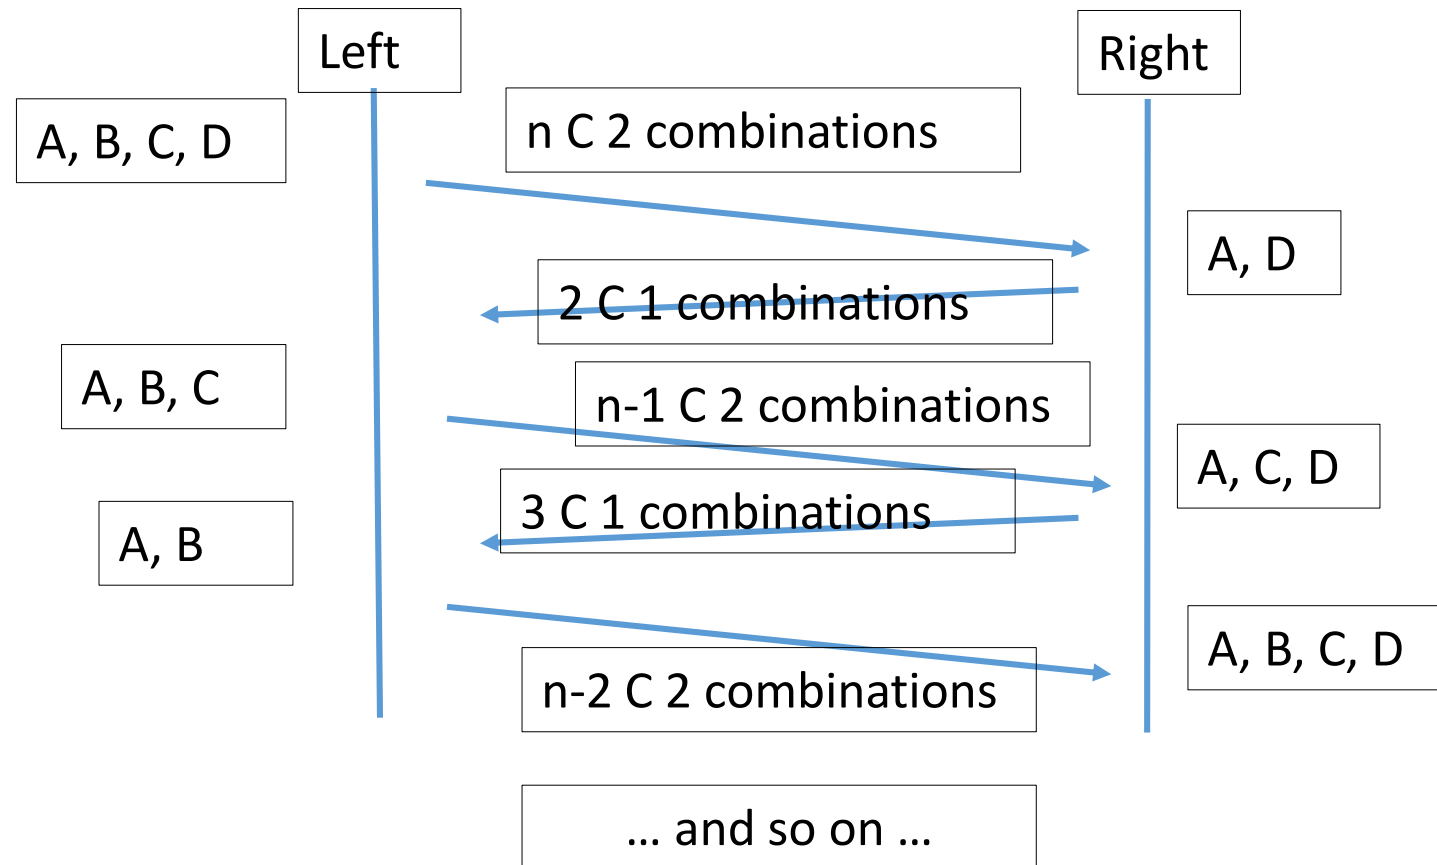 Left
Right
A, B, C, D
n C 2 combinations
A, D
2 C 1 combinations
A, B, C
n-1 C 2 combinations
A, C, D
3 C 1 combinations
A, B
A, B, C, D
n-2 C 2 combinations
... and so on ...